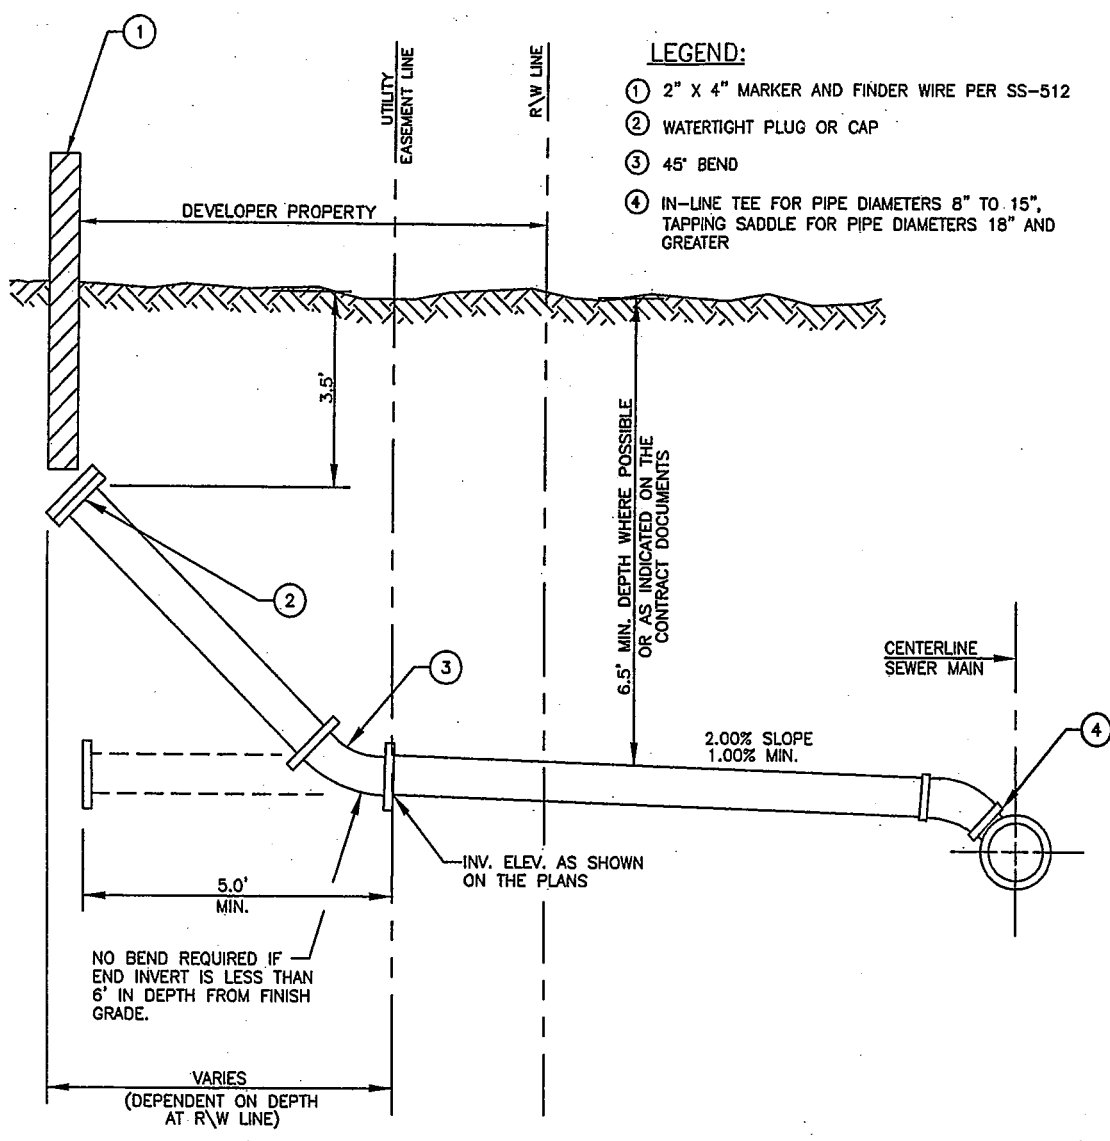 1
UTILITY
EASEMENT LINE
R\W LINE
LEGEND:
1 2" X 4" MARKER AND FINDER WIRE PER SS-512
2 WATERTIGHT PLUG OR CAP
3 45° BEND
4 IN-LINE TEE FOR PIPE DIAMETERS 8" TO 15",
TAPPING SADDLE FOR PIPE DIAMETERS 18" AND
GREATER
DEVELOPER PROPERTY
3.5'
6.5' MIN. DEPTH WHERE POSSIBLE
OR AS INDICATED ON THE
CONTRACT DOCUMENTS
2
3
CENTERLINE
SEWER MAIN
4
2.00% SLOPE
1.00% MIN.
INV. ELEV. AS SHOWN
ON THE PLANS
5.0'
MIN.
NO BEND REQUIRED IF
END INVERT IS LESS THAN
6' IN DEPTH FROM FINISH
GRADE.
VARIES
(DEPENDENT ON DEPTH
AT R\W LINE)